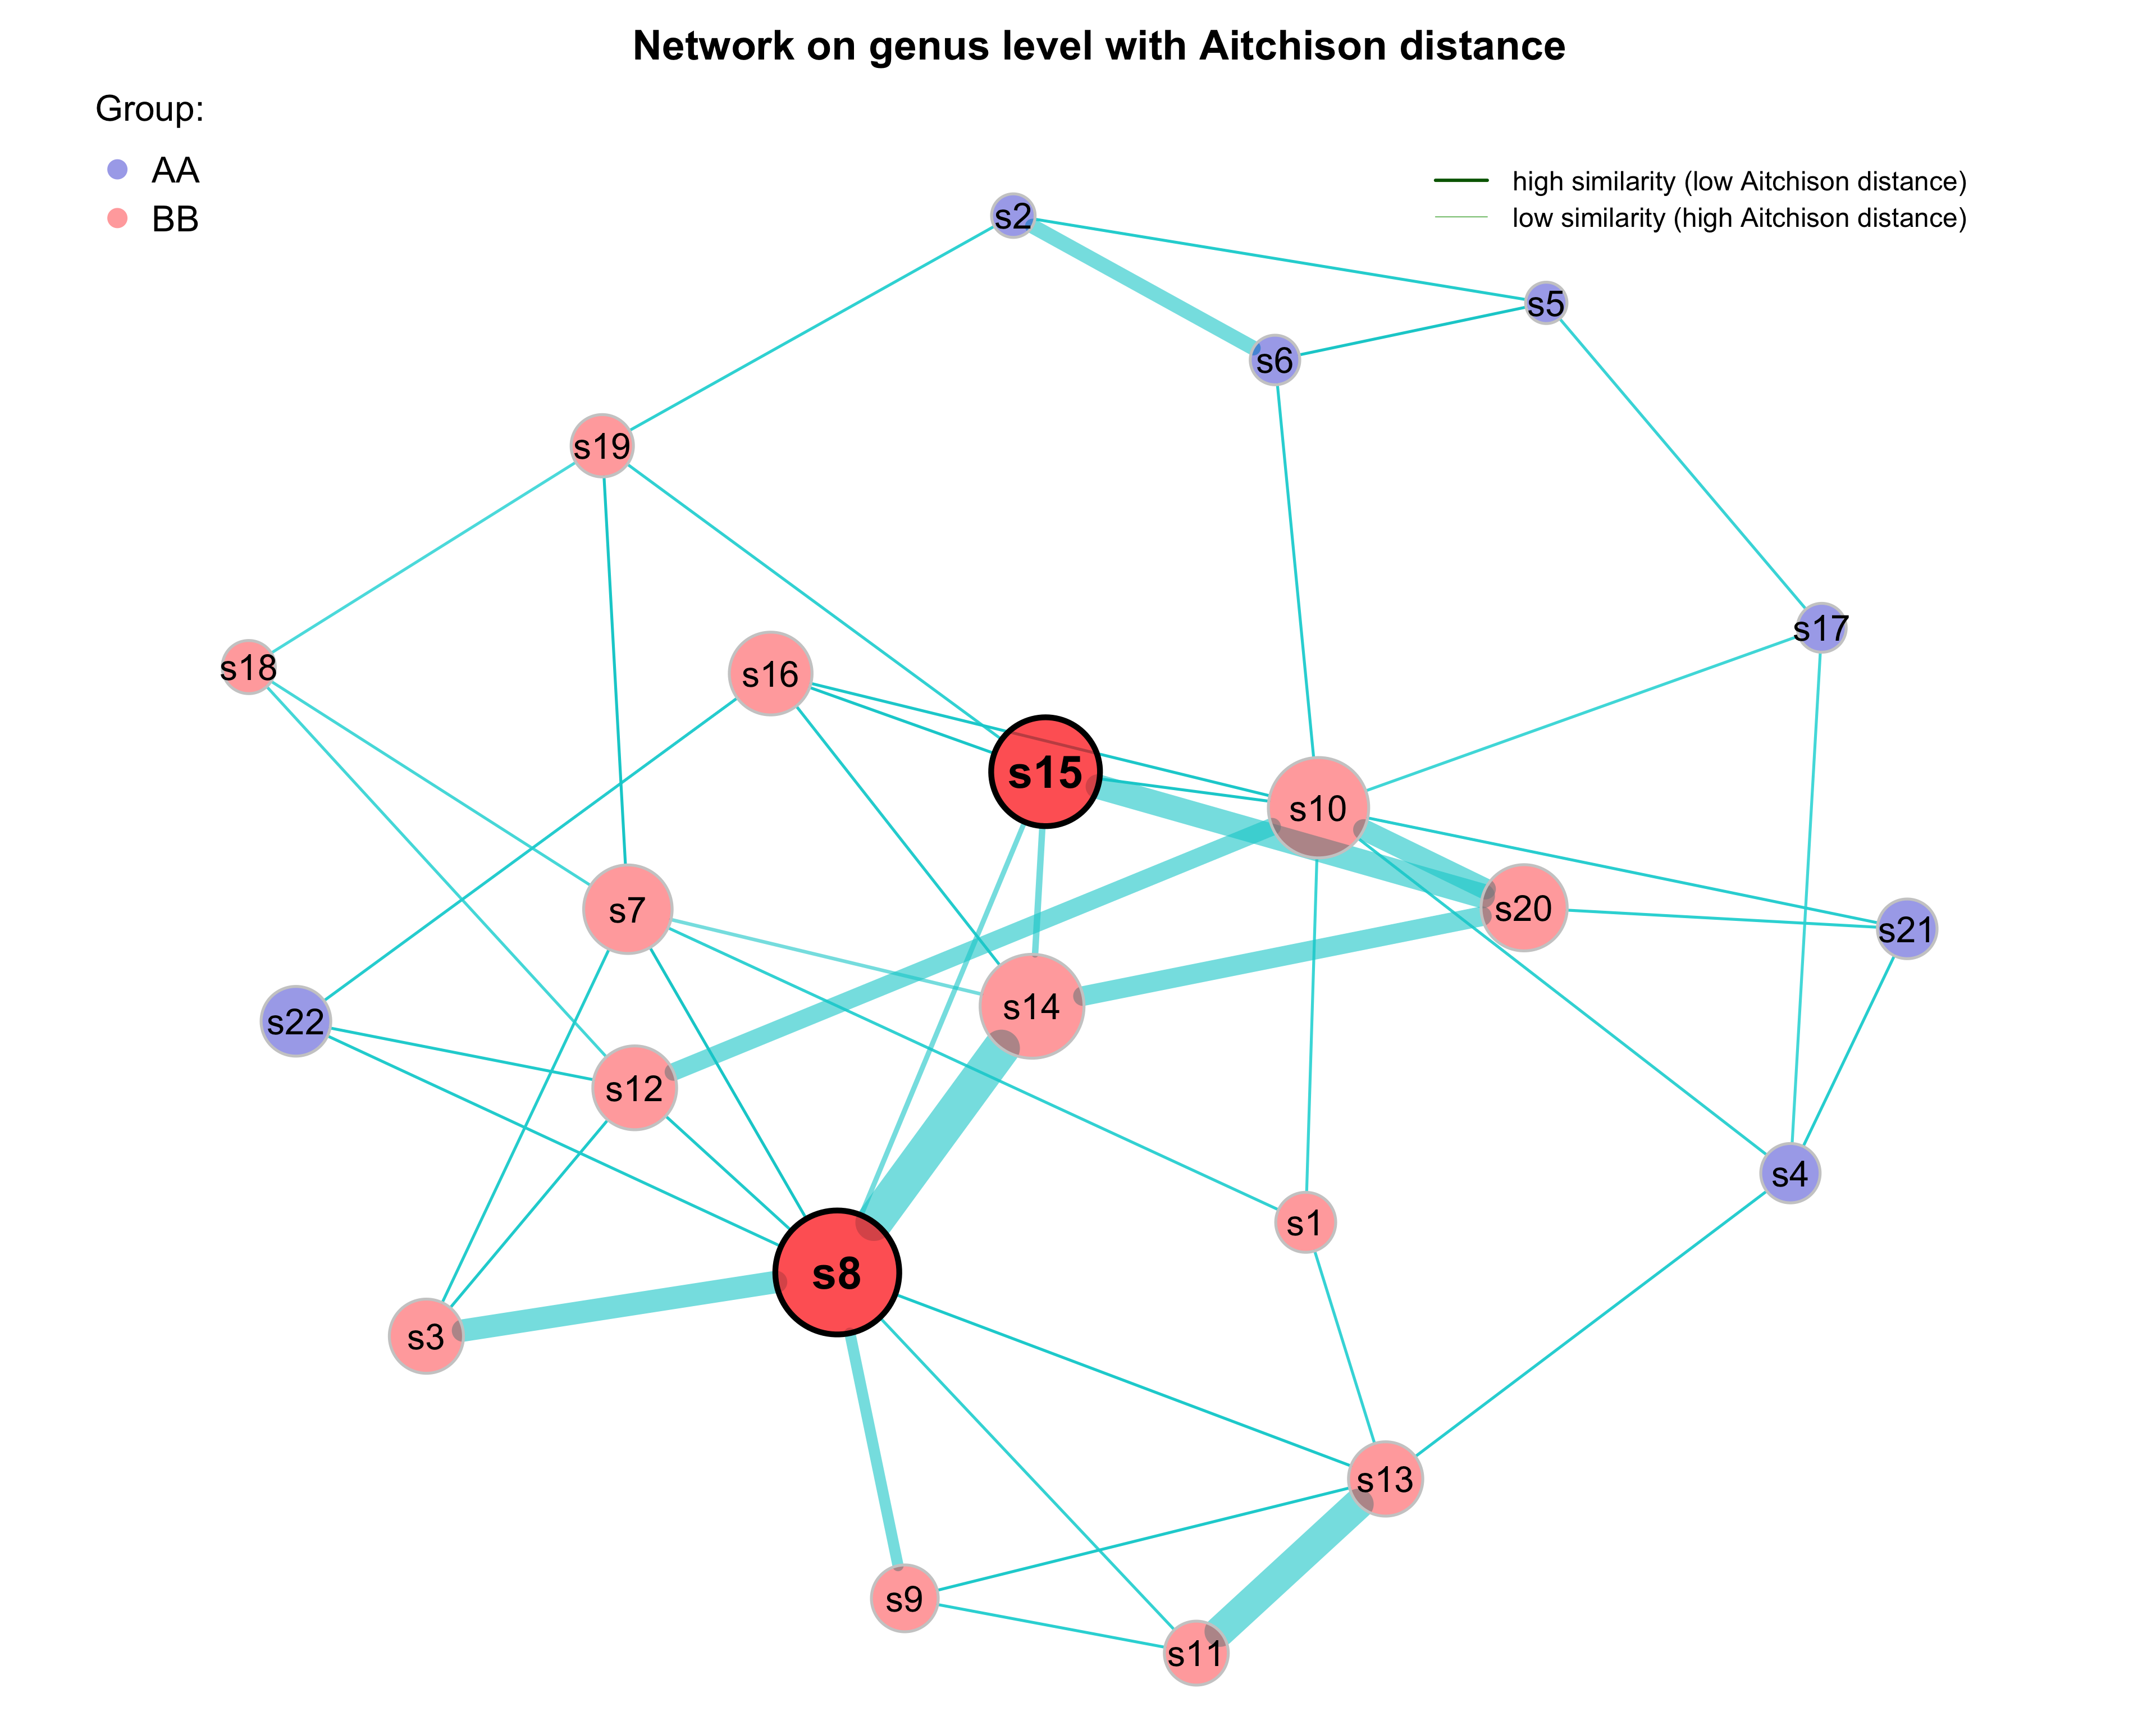 Network on genus level with Aitchison distance
Group:
AA
BB
high similarity (low Aitchison distance)
low similarity (high Aitchison distance)
s2
s5
s6
s19
s17
s18
s16
s15
s10
s7
s20
s21
s14
s22
s12
s4
s1
s8
s3
s13
s9
s11